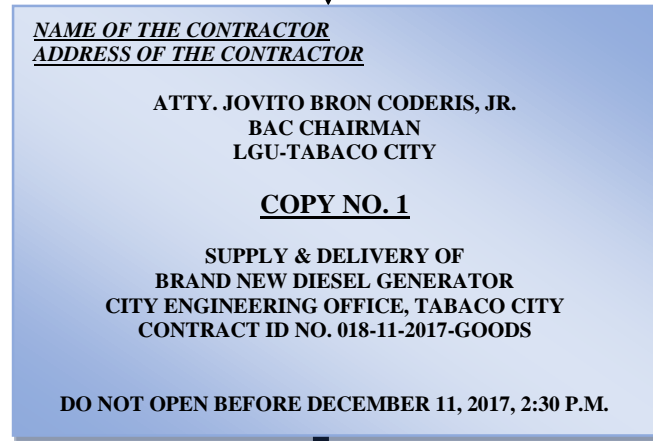 NAME OF THE CONTRACTOR
ADDRESS OF THE CONTRACTOR
ATTY. JOVITO BRON CODERIS, JR.
BAC CHAIRMAN
LGU-TABACO CITY
COPY NO. 1
SUPPLY & DELIVERY OF
BRAND NEW DIESEL GENERATOR
CITY ENGINEERING OFFICE, TABACO CITY
CONTRACT ID NO. 018-11-2017-GOODS
DO NOT OPEN BEFORE DECEMBER 11, 2017, 2:30 P.M.